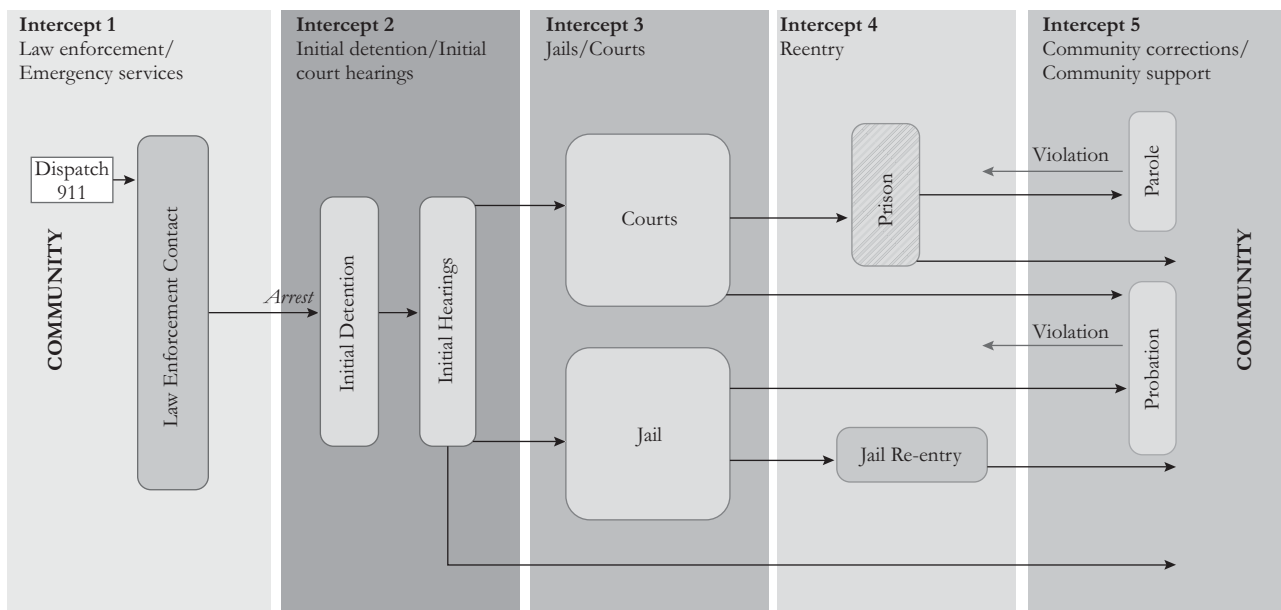 Intercept 1
Law enforcement/
Emergency services
Intercept 2
Initial detention/Initial
court hearings
Intercept 3
Jails/Courts
Intercept 4
Reentry
Intercept 5
Community corrections/
Community support
Dispatch
911
COMMUNITY
Law Enforcement Contact
Arrest
Initial Detention
Initial Hearings
Courts
Jail
Prison
Jail Re-entry
Violation
Parole
Violation
Probation
COMMUNITY